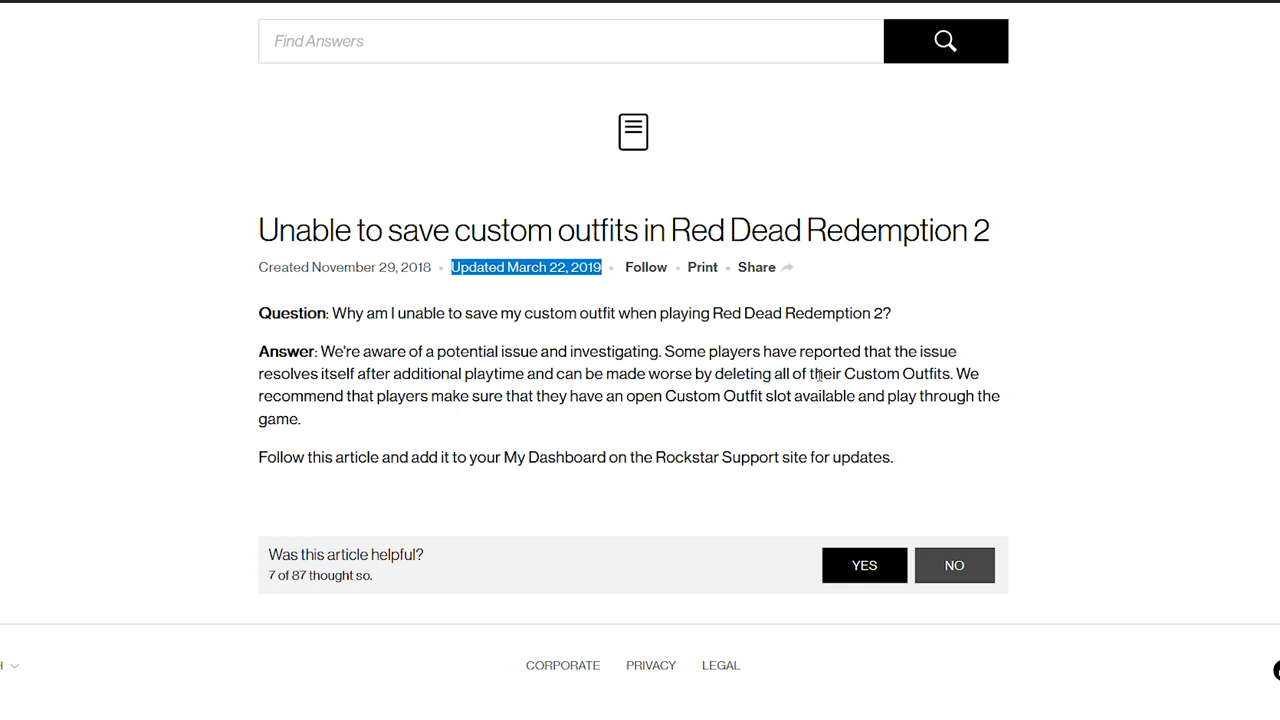 Find Answers
Unable to save custom outfits in Red Dead Redemption 2
Created November 29, 2018 • Updated March 22, 2019 • Follow • Print • Share
Question: Why am I unable to save my custom outfit when playing Red Dead Redemption 2?
Answer: We're aware of a potential issue and investigating. Some players have reported that the issue
resolves itself after additional playtime and can be made worse by deleting all of their Custom Outfits. We
recommend that players make sure that they have an open Custom Outfit slot available and play through the
game.
Follow this article and add it to your My Dashboard on the Rockstar Support site for updates.
Was this article helpful?
7 of 87 thought so.
YES
NO
CORPORATE PRIVACY LEGAL